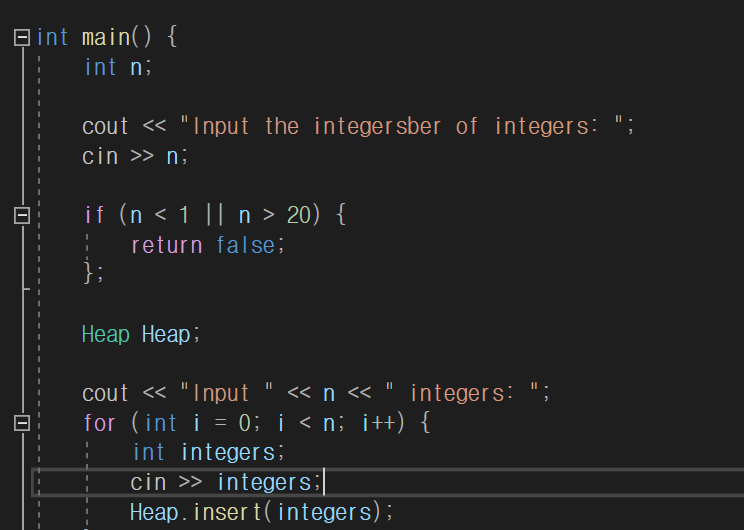 int main() {
int n;
cout << "Input the integersber of integers: ";
cin >> n;
if (n < 1 || n > 20) {
return false;
};
Heap Heap;
cout << "Input " << n << " integers: ";
for (int i = 0; i < n; i++) {
int integers;
cin >> integers;
Heap.insert(integers);